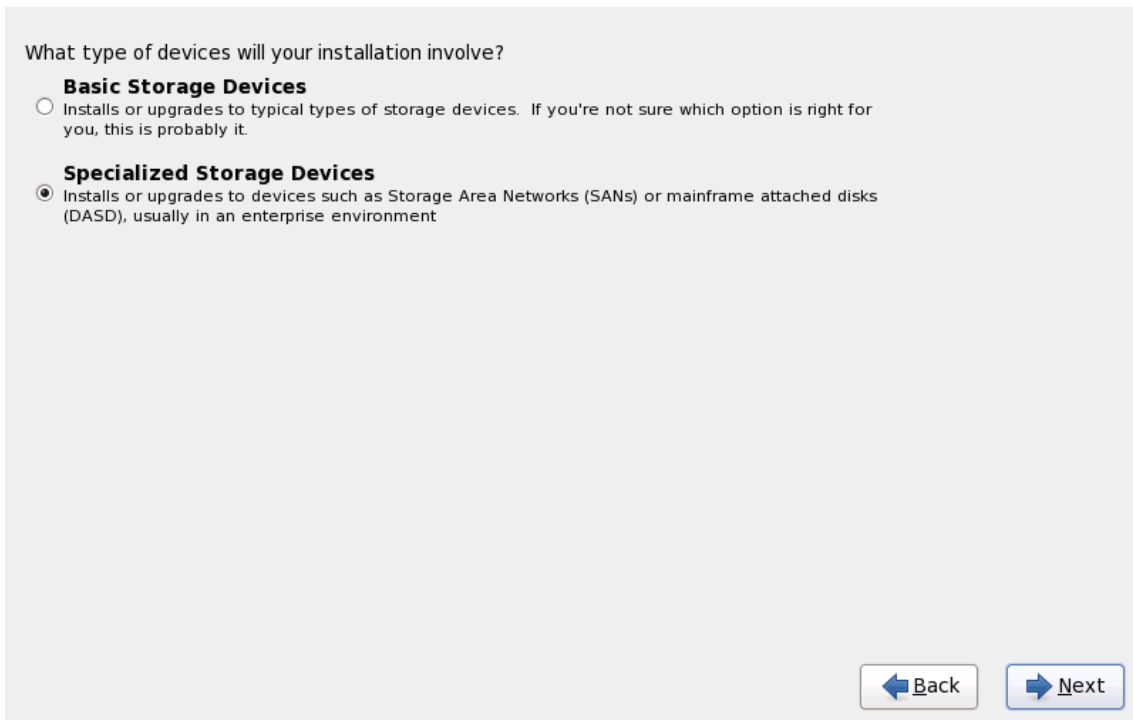 What type of devices will your installation involve?
Basic Storage Devices
Installs or upgrades to typical types of storage devices.  If you're not sure which option is right for
you, this is probably it.
Specialized Storage Devices
Installs or upgrades to devices such as Storage Area Networks (SANs) or mainframe attached disks
(DASD), usually in an enterprise environment
Back
Next